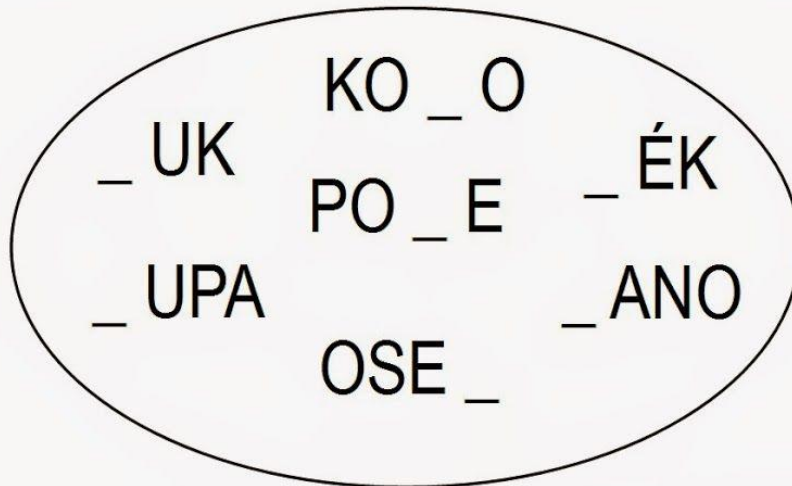 KO _ O
_ UK
_ ÉK
PO _ E
_ UPA
_ ANO
OSE _